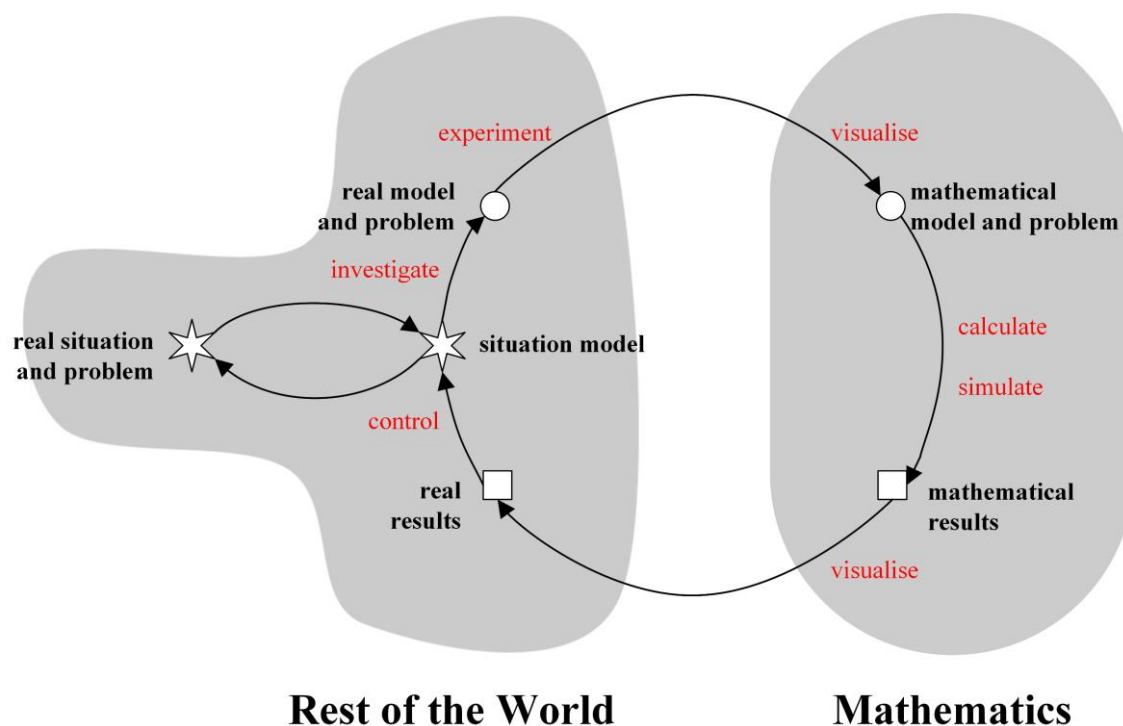 experiment
visualise
real model
and problem
mathematical
model and problem
investigate
real situation
and problem
situation model
calculate
simulate
control
real
results
mathematical
results
visualise
Rest of the World
Mathematics